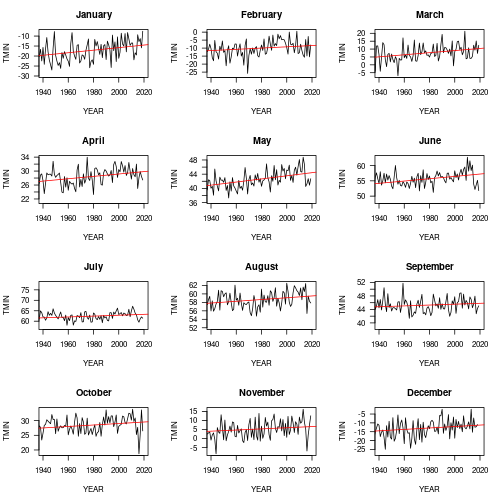 January February March
-10
-15
-20
-25
-30
TMIN
1940 1960 1980 2000 2020
YEAR
0
-5
-10
-15
-20
-25
TMIN
1940 1960 1980 2000 2020
YEAR
20
15
10
5
0
-5
TMIN
1940 1960 1980 2000 2020
YEAR
April May June
34
32
30
28
26
22
TMIN
1940 1960 1980 2000 2020
YEAR
48
44
40
36
TMIN
1940 1960 1980 2000 2020
YEAR
60
55
50
TMIN
1940 1960 1980 2000 2020
YEAR
July August September
75
70
65
60
TMIN
1940 1960 1980 2000 2020
YEAR
62
60
58
56
54
52
TMIN
1940 1960 1980 2000 2020
YEAR
52
48
44
40
TMIN
1940 1960 1980 2000 2020
YEAR
October November December
30
25
20
TMIN
1940 1960 1980 2000 2020
YEAR
15
10
5
0
-5
TMIN
1940 1960 1980 2000 2020
YEAR
-5
-10
-15
-20
-25
TMIN
1940 1960 1980 2000 2020
YEAR